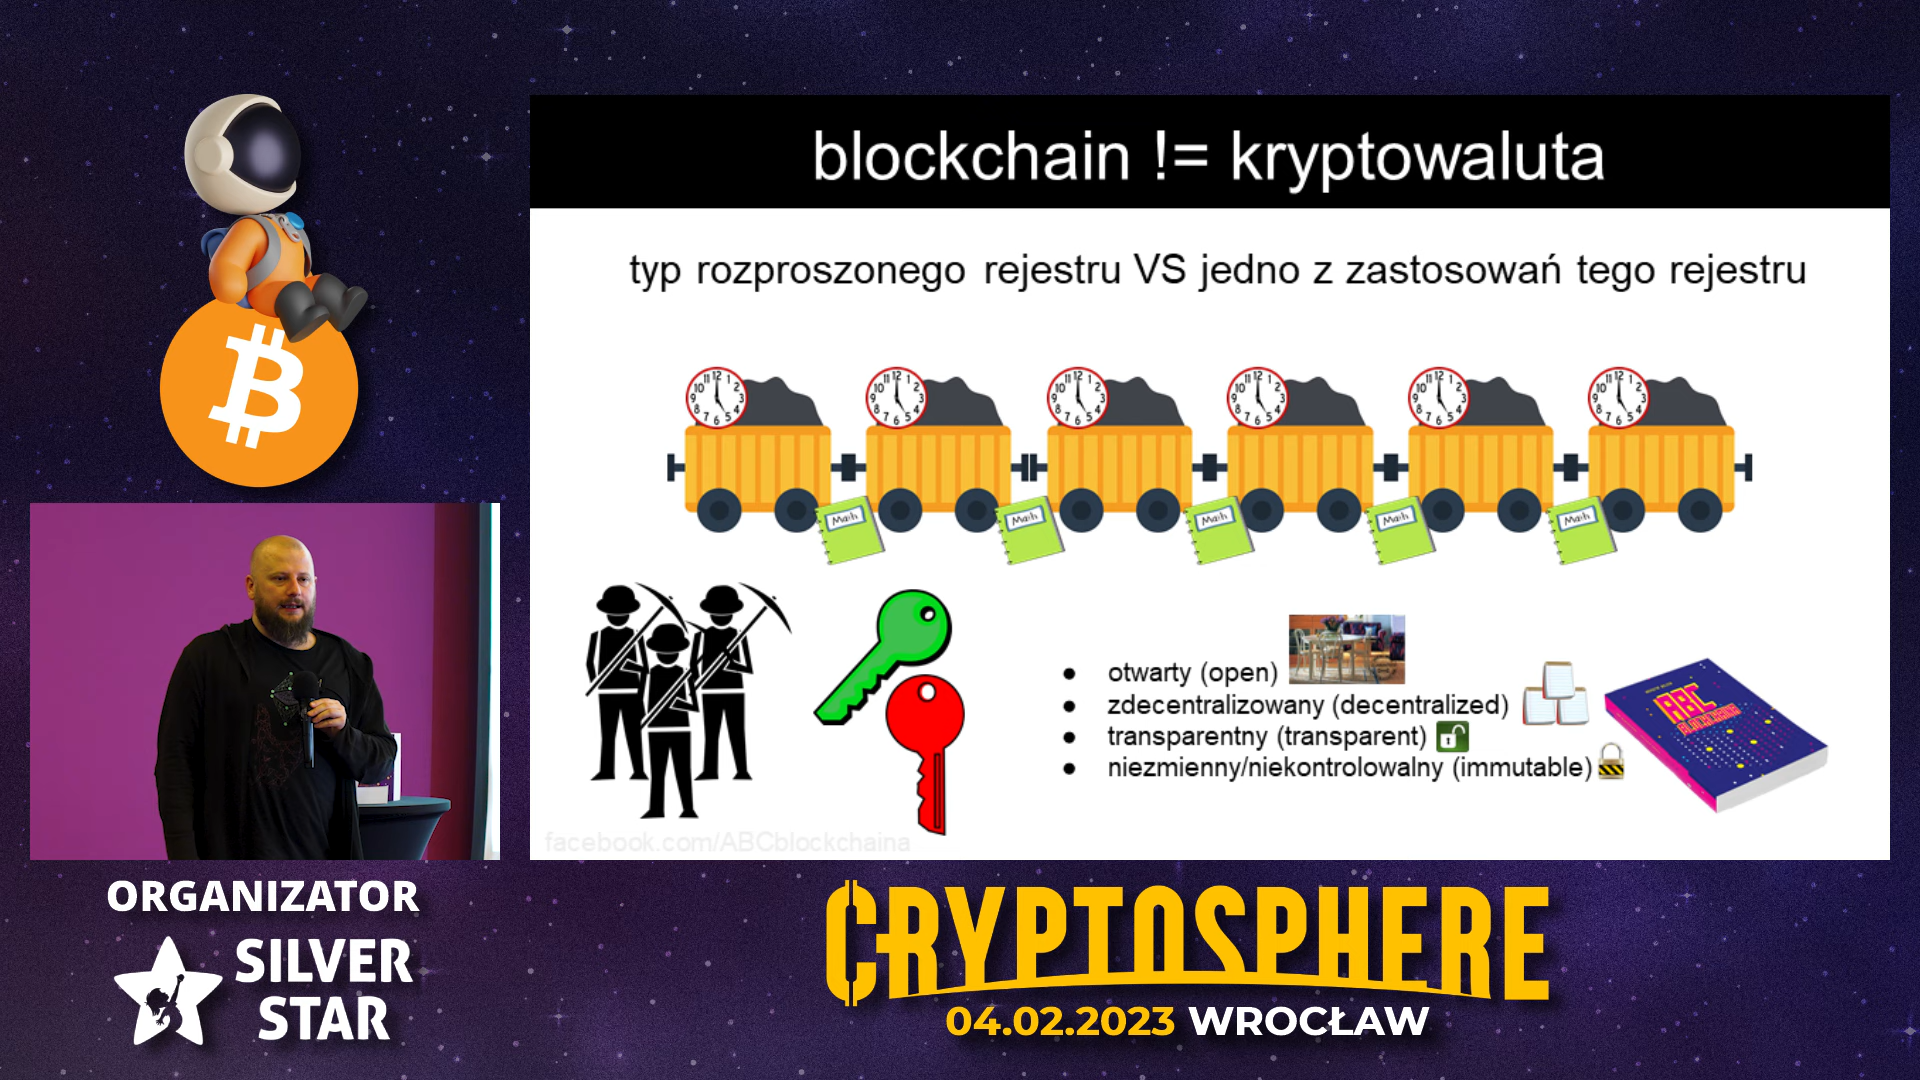 blockchain != kryptowaluta
typ rozproszonego rejestru VS jedno z zastosowań tego rejestru
Math
Math
Math
Math
Math
otwarty (open)
zdecentralizowany (decentralized)
transparentny (transparent)
niezmienny/niekontrolowalny (immutable)
ABC
BLOCKCHAINA
facebook.com/ABCblockchaina
ORGANIZATOR
SILVER
STAR
CRYPTOSPHERE
04.02.2023 WROCŁAW